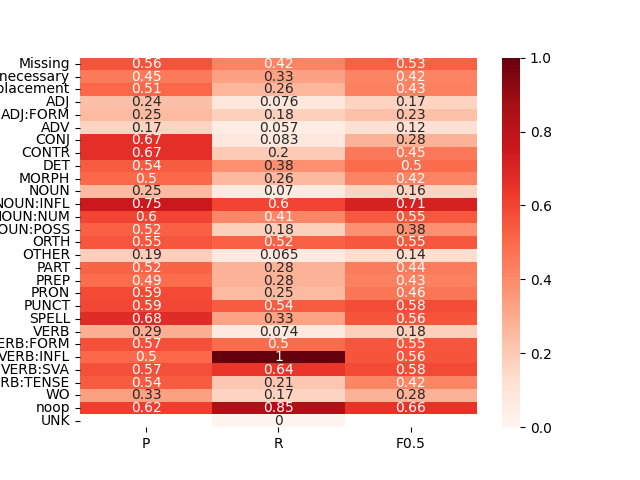 Missing 0.56 0.42 0.53
necessary 0.45 0.33 0.42
placement 0.51 0.26 0.43
ADJ 0.24 0.076 0.17
ADJ:FORM 0.25 0.18 0.23
ADV 0.17 0.057 0.12
CONJ 0.67 0.083 0.28
CONTR 0.67 0.2 0.45
DET 0.54 0.38 0.5
MORPH 0.5 0.26 0.42
NOUN 0.25 0.07 0.16
NOUN:INFL 0.75 0.6 0.71
NOUN:NUM 0.6 0.41 0.55
OUN:POSS 0.52 0.18 0.38
ORTH 0.55 0.52 0.55
OTHER 0.19 0.065 0.14
PART 0.52 0.28 0.44
PREP 0.49 0.28 0.43
PRON 0.59 0.25 0.46
PUNCT 0.59 0.54 0.58
SPELL 0.68 0.33 0.56
VERB 0.29 0.074 0.18
ERB:FORM 0.57 0.5 0.55
VERB:INFL 0.5 1 0.56
VERB:SVA 0.57 0.64 0.58
RB:TENSE 0.54 0.21 0.42
WO 0.33 0.17 0.28
noop 0.62 0.85 0.66
UNK 0
P R F0.5
1.0
0.8
0.6
0.4
0.2
0.0